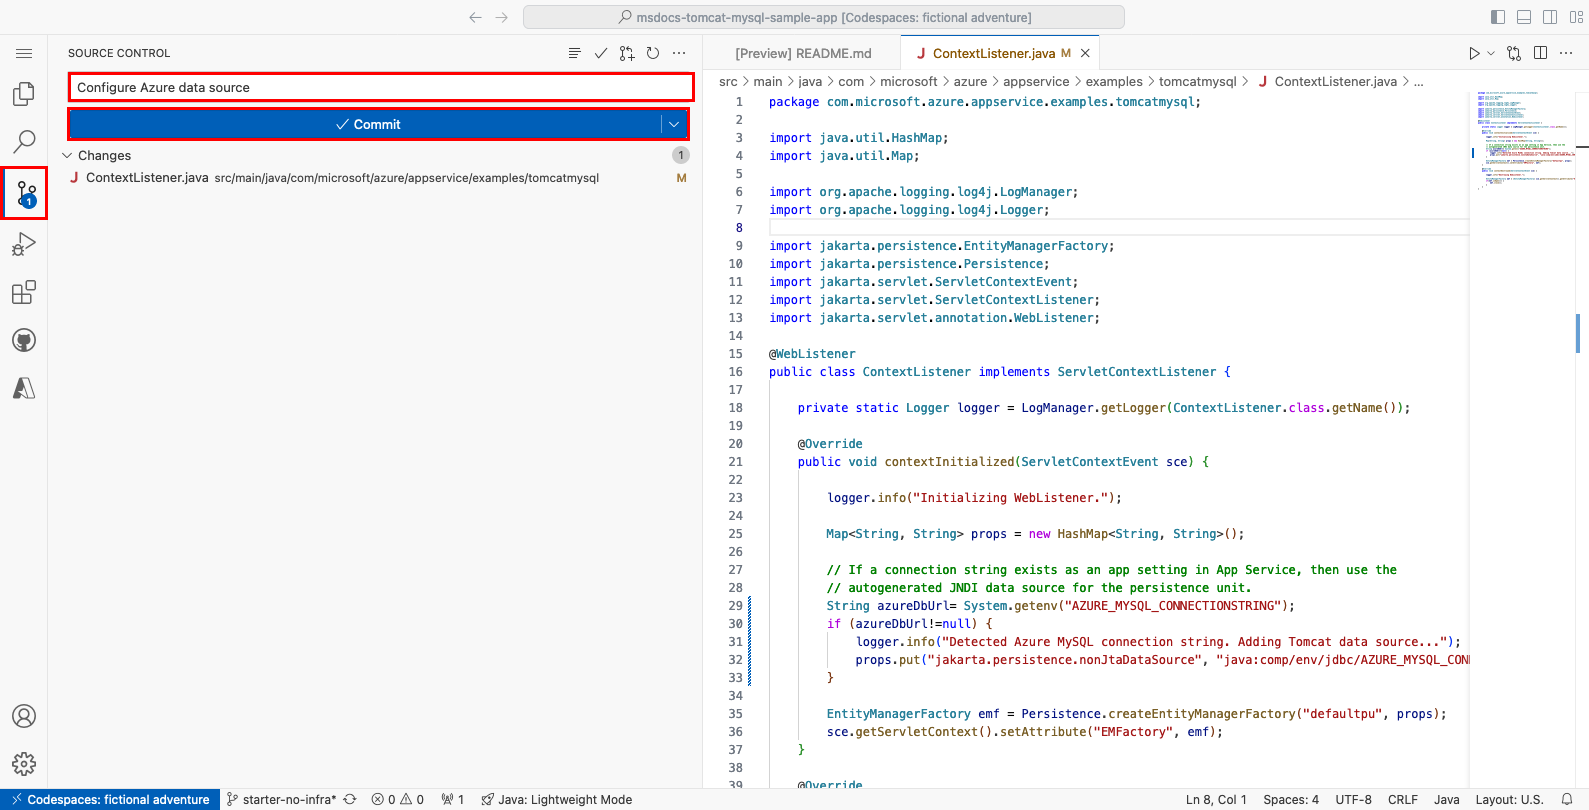 msdocs-tomcat-mysql-sample-app [Codespaces: fictional adventure]
SOURCE CONTROL
Configure Azure data source
Commit
Changes
1
ContextListener.java src/main/java/com/microsoft/azure/appservice/examples/tomcatmysql M
1
[Preview] README.md
J ContextListener.java M
src > main > java > com > microsoft > azure > appservice > examples > tomcatmysql > J ContextListener.java > ...
1 package com.microsoft.azure.appservice.examples.tomcatmysql;
2
3 import java.util.HashMap;
4 import java.util.Map;
5
6 import org.apache.logging.log4j.LogManager;
7 import org.apache.logging.log4j.Logger;
8
9 import jakarta.persistence.EntityManagerFactory;
10 import jakarta.persistence.Persistence;
11 import jakarta.servlet.ServletContextEvent;
12 import jakarta.servlet.ServletContextListener;
13 import jakarta.servlet.annotation.WebListener;
14
15 @WebListener
16 public class ContextListener implements ServletContextListener {
17
18 private static Logger logger = LogManager.getLogger(ContextListener.class.getName());
19
20 @Override
21 public void contextInitialized(ServletContextEvent sce) {
22
23 logger.info("Initializing WebListener.");
24
25 Map<String, String> props = new HashMap<String, String>();
26
27 // If a connection string exists as an app setting in App Service, then use the
28 // autogenerated JNDI data source for the persistence unit.
29 String azureDbUrl= System.getenv("AZURE_MYSQL_CONNECTIONSTRING");
30 if (azureDbUrl!=null) {
31 logger.info("Detected Azure MySQL connection string. Adding Tomcat data source...");
32 props.put("jakarta.persistence.nonJtaDataSource", "java:comp/env/jdbc/AZURE_MYSQL_CON
33 }
34
35 EntityManagerFactory emf = Persistence.createEntityManagerFactory("defaultpu", props);
36 sce.getServletContext().setAttribute("EMFactory", emf);
37 }
38
39 @Override
Codespaces: fictional adventure
starter-no-infra*
0
0
1
Java: Lightweight Mode
Ln 8, Col 1
Spaces: 4
UTF-8
CRLF
Java
Layout: U.S.